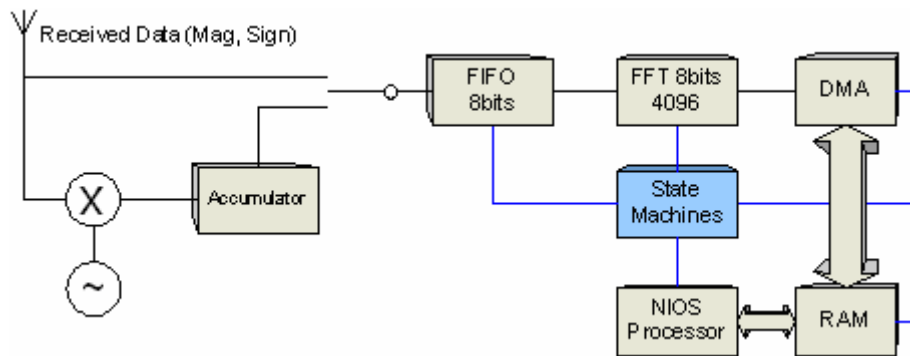 Received Data (Mag, Sign)
FIFO
8bits
FFT 8bits
4096
DMA
X
Accumulator
State
Machines
~
NIOS
Processor
RAM